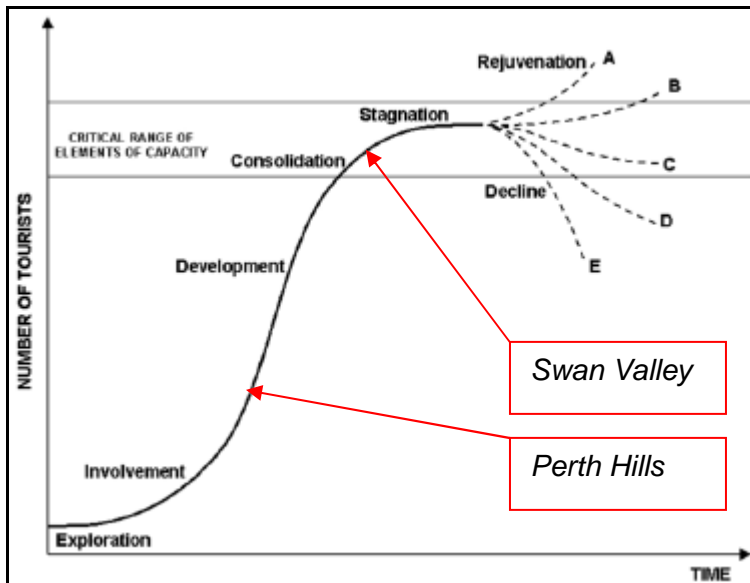 Rejuvenation
A
B
Stagnation
CRITICAL RANGE OF
ELEMENTS OF CAPACITY
Consolidation
C
Decline
D
E
Development
NUMBER OF TOURISTS
Swan Valley
Perth Hills
Involvement
Exploration
TIME